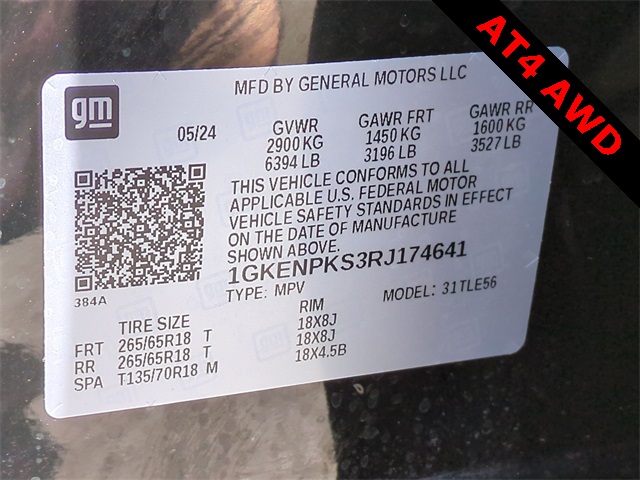 AT4 AWD
gm
MFD BY GENERAL MOTORS LLC
05/24
GVWR
2900 KG
6394 LB
GAWR FRT
1450 KG
3196 LB
GAWR RR
1600 KG
3527 LB
THIS VEHICLE CONFORMS TO ALL
APPLICABLE U.S. FEDERAL MOTOR
VEHICLE SAFETY STANDARDS IN EFFECT
ON THE DATE OF MANUFACTURE
SHOWN ABOVE.
1GKENPKS3RJ174641
384A
TYPE: MPV MODEL: 31TLE56
TIRE SIZE RIM
FRT 265/65R18 T 18X8J
RR 265/65R18 T 18X8J
SPA T135/70R18 M 18X4.5B